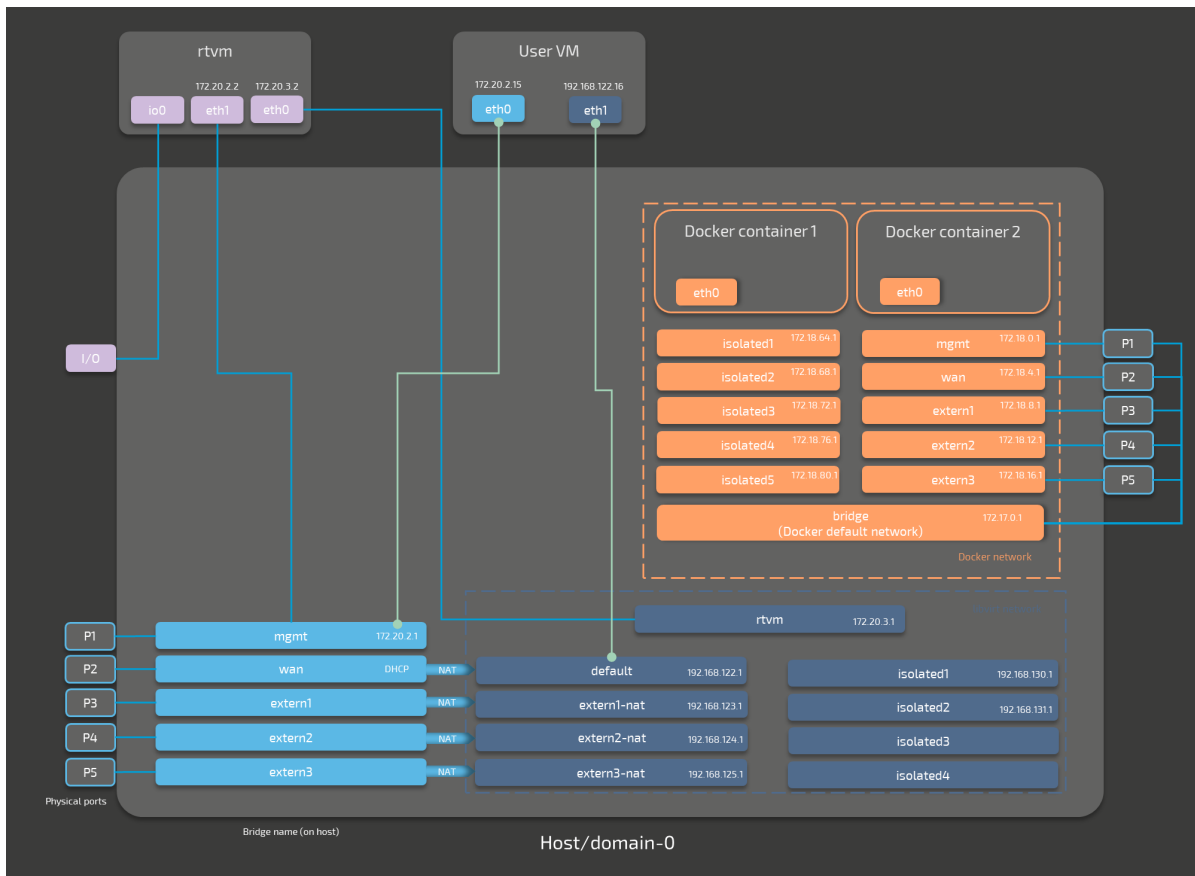 rtvm
172.20.2.2
172.20.3.2
io0
eth1
eth0
User VM
172.20.2.15
192.168.122.16
eth0
eth1
Docker container 1
eth0
Docker container 2
eth0
I/O
isolated1 172.18.64.1
isolated2 172.18.68.1
isolated3 172.18.72.1
isolated4 172.18.76.1
isolated5 172.18.80.1
mgmt 172.18.0.1
wan 172.18.4.1
extern1 172.18.8.1
extern2 172.18.12.1
extern3 172.18.16.1
P1
P2
P3
P4
P5
bridge 172.17.0.1
(Docker default network)
Docker network
P1
P2
P3
P4
P5
Physical ports
mgmt 172.20.2.1
wan DHCP
extern1
extern2
extern3
NAT
NAT
NAT
NAT
rtvm 172.20.3.1
default 192.168.122.1
extern1-nat 192.168.123.1
extern2-nat 192.168.124.1
extern3-nat 192.168.125.1
isolated1 192.168.130.1
isolated2 192.168.131.1
isolated3
isolated4
Bridge name (on host)
Host/domain-0